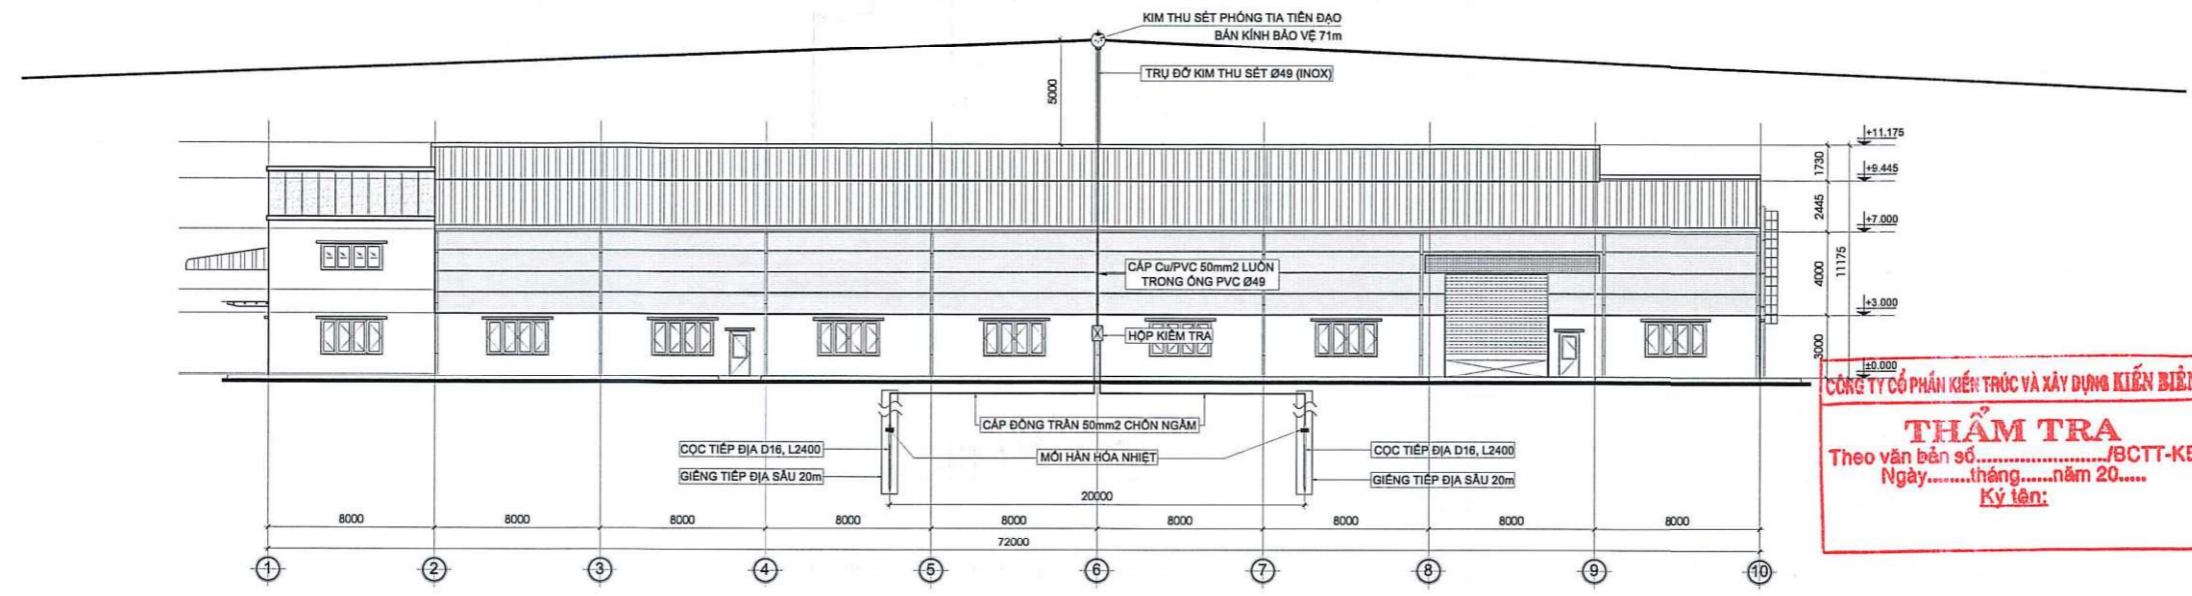 KIM THU SÉT PHÓNG TIA TIÊN ĐẠO
BÁN KÍNH BẢO VỆ 71m
TRỤ ĐỠ KIM THU SÉT Ø49 (INOX)
5000
+11.175
1730
+9.445
2445
+7.000
4000
11175
+3.000
3000
±0.000
CÁP Cu/PVC 50mm2 LUỒN
TRONG ỐNG PVC Ø49
HỘP KIỂM TRA
CÁP ĐỒNG TRẦN 50mm2 CHÔN NGẦM
CỌC TIẾP ĐỊA D16, L2400
MỐI HÀN HÓA NHIỆT
CỌC TIẾP ĐỊA D16, L2400
GIẾNG TIẾP ĐỊA SÂU 20m
GIẾNG TIẾP ĐỊA SÂU 20m
20000
8000 8000 8000 8000 8000 8000 8000 8000 8000
72000
1 2 3 4 5 6 7 8 9 10
CÔNG TY CỔ PHẦN KIẾN TRÚC VÀ XÂY DỰNG KIẾN BIÊN
THẨM TRA
Theo văn bản số........................../BCTT-KB
Ngày........tháng......năm 20.....
Ký tên: